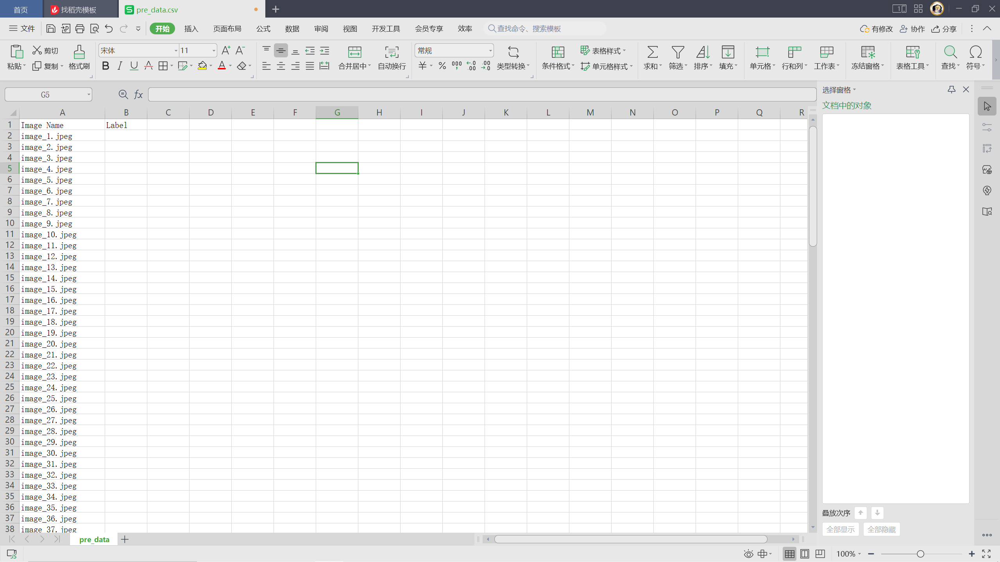 首页 找稻壳模板 pre_data.csv
文件 开始 插入 页面布局 公式 数据 审阅 视图 开发工具 会员专享 效率 查找命令、搜索模板 有修改 协作 分享
剪切 宋体 11 常规 表格样式
粘贴 复制 格式刷 合并居中 自动换行 类型转换 条件格式 单元格样式 求和 筛选 排序 填充 单元格 行和列 工作表 冻结窗格 表格工具 查找 符号
G5 fx 选择窗格
文档中的对象
A B C D E F G H I J K L M N O P Q R
1 Image Name Label
2 image_1.jpeg
3 image_2.jpeg
4 image_3.jpeg
5 image_4.jpeg
6 image_5.jpeg
7 image_6.jpeg
8 image_7.jpeg
9 image_8.jpeg
10 image_9.jpeg
11 image_10.jpeg
12 image_11.jpeg
13 image_12.jpeg
14 image_13.jpeg
15 image_14.jpeg
16 image_15.jpeg
17 image_16.jpeg
18 image_17.jpeg
19 image_18.jpeg
20 image_19.jpeg
21 image_20.jpeg
22 image_21.jpeg
23 image_22.jpeg
24 image_23.jpeg
25 image_24.jpeg
26 image_25.jpeg
27 image_26.jpeg
28 image_27.jpeg
29 image_28.jpeg
30 image_29.jpeg
31 image_30.jpeg
32 image_31.jpeg
33 image_32.jpeg
34 image_33.jpeg
35 image_34.jpeg
36 image_35.jpeg
37 image_36.jpeg
38 image_37.jpeg
叠放次序
全部显示 全部隐藏
pre_data
100%